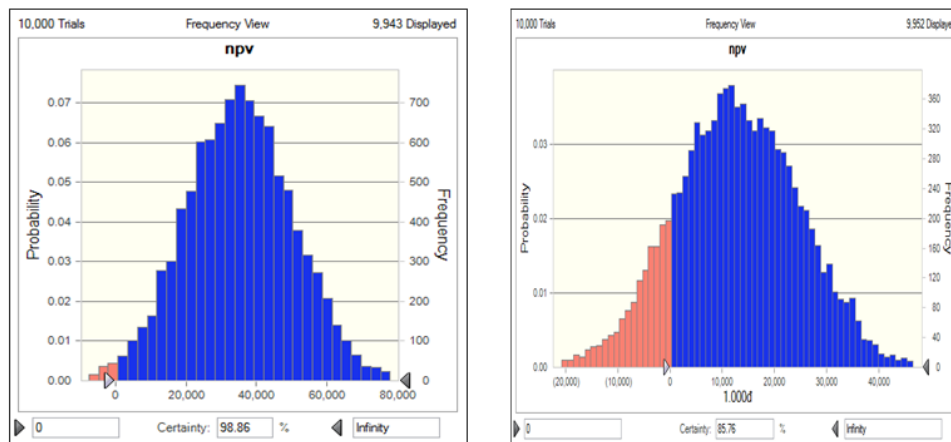 10,000 Trials Frequency View 9,943 Displayed
npv
Probability
0.07
0.06
0.05
0.04
0.03
0.02
0.01
0.00
700
600
500
400
300
200
100
0
Frequency
0 20,000 40,000 60,000 80,000
0 Certainty: 98.86 % Infinity
10,000 Trials Frequency View 9,952 Displayed
npv
Probability
0.03
0.02
0.01
0.00
360
320
280
240
200
160
120
80
40
0
Frequency
(20,000) (10,000) 0 10,000 20,000 30,000 40,000
1.000đ
0 Certainty: 85.76 % Infinity